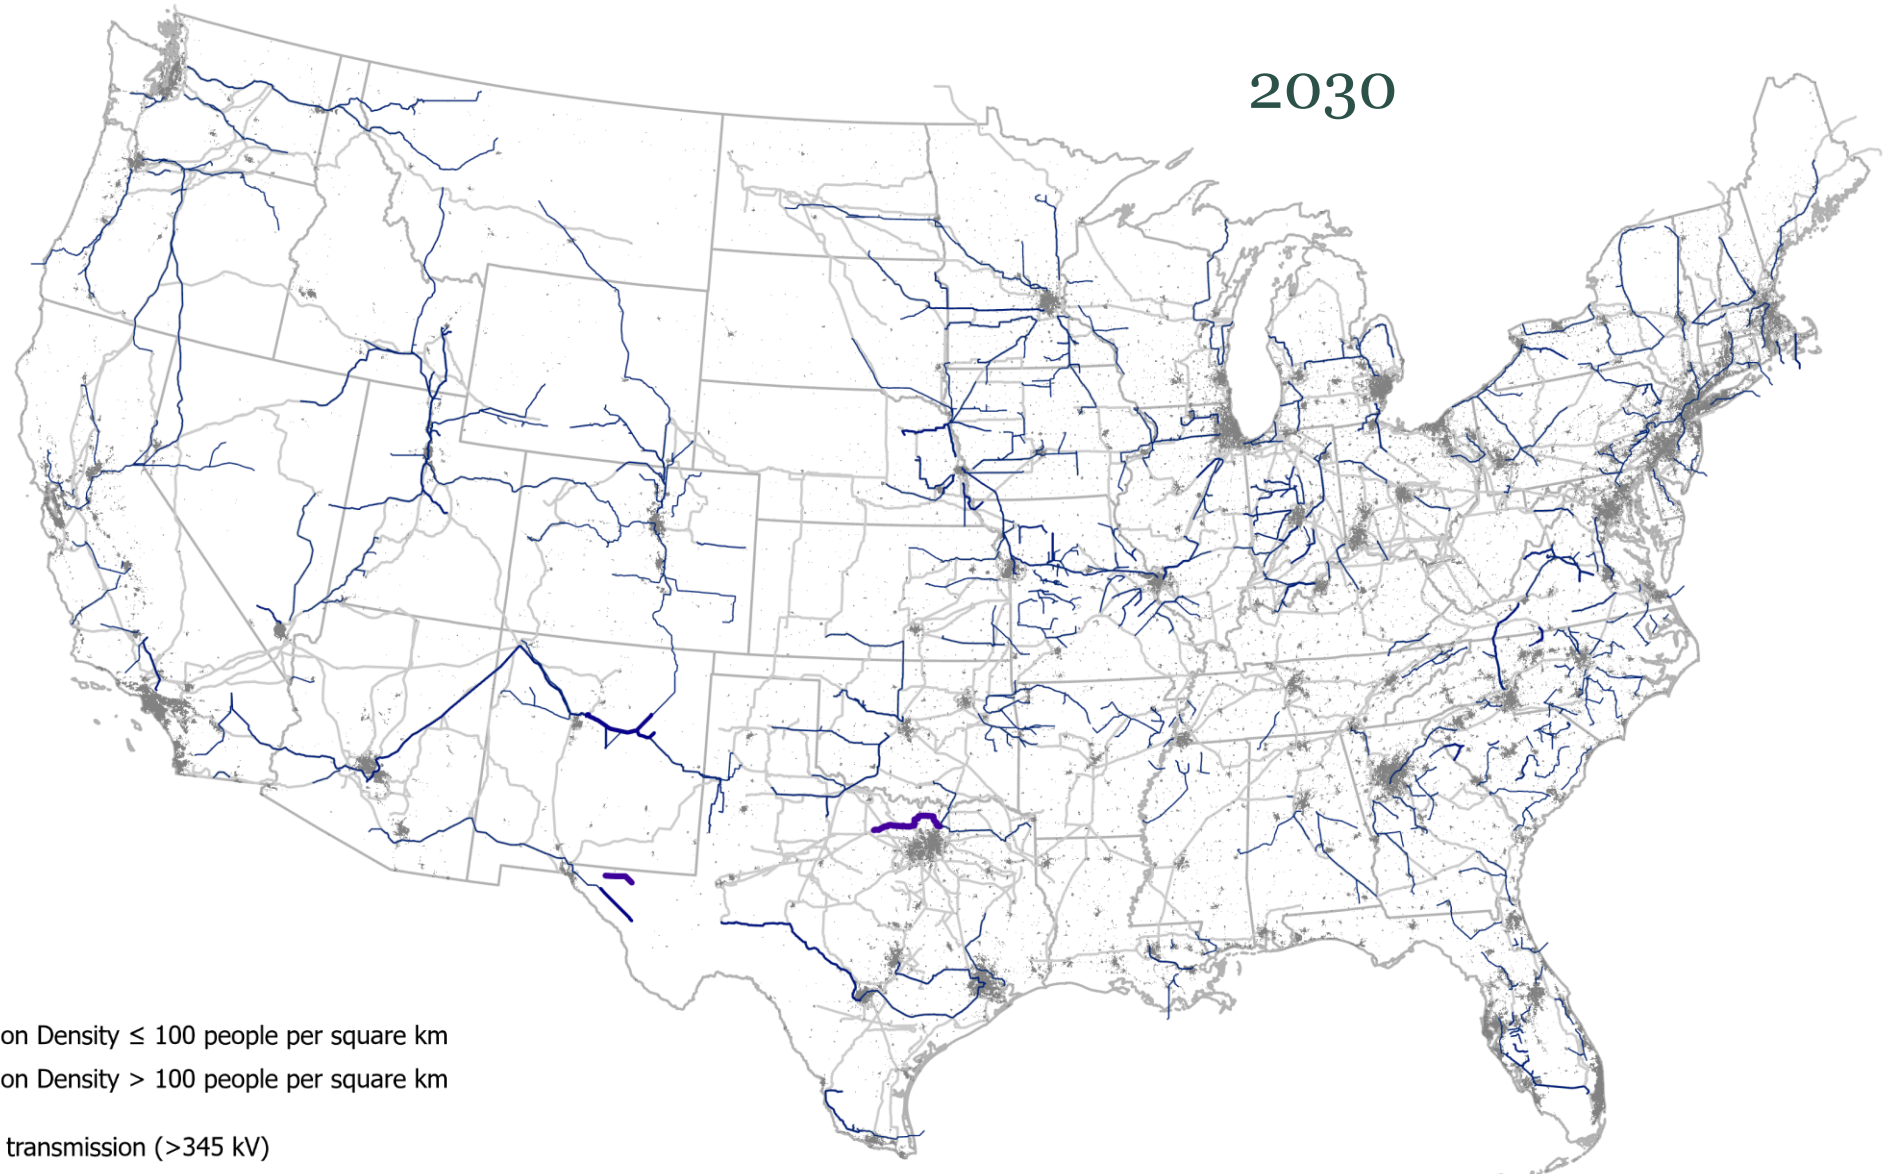 2030
on Density ≤ 100 people per square km
on Density > 100 people per square km
transmission (>345 kV)